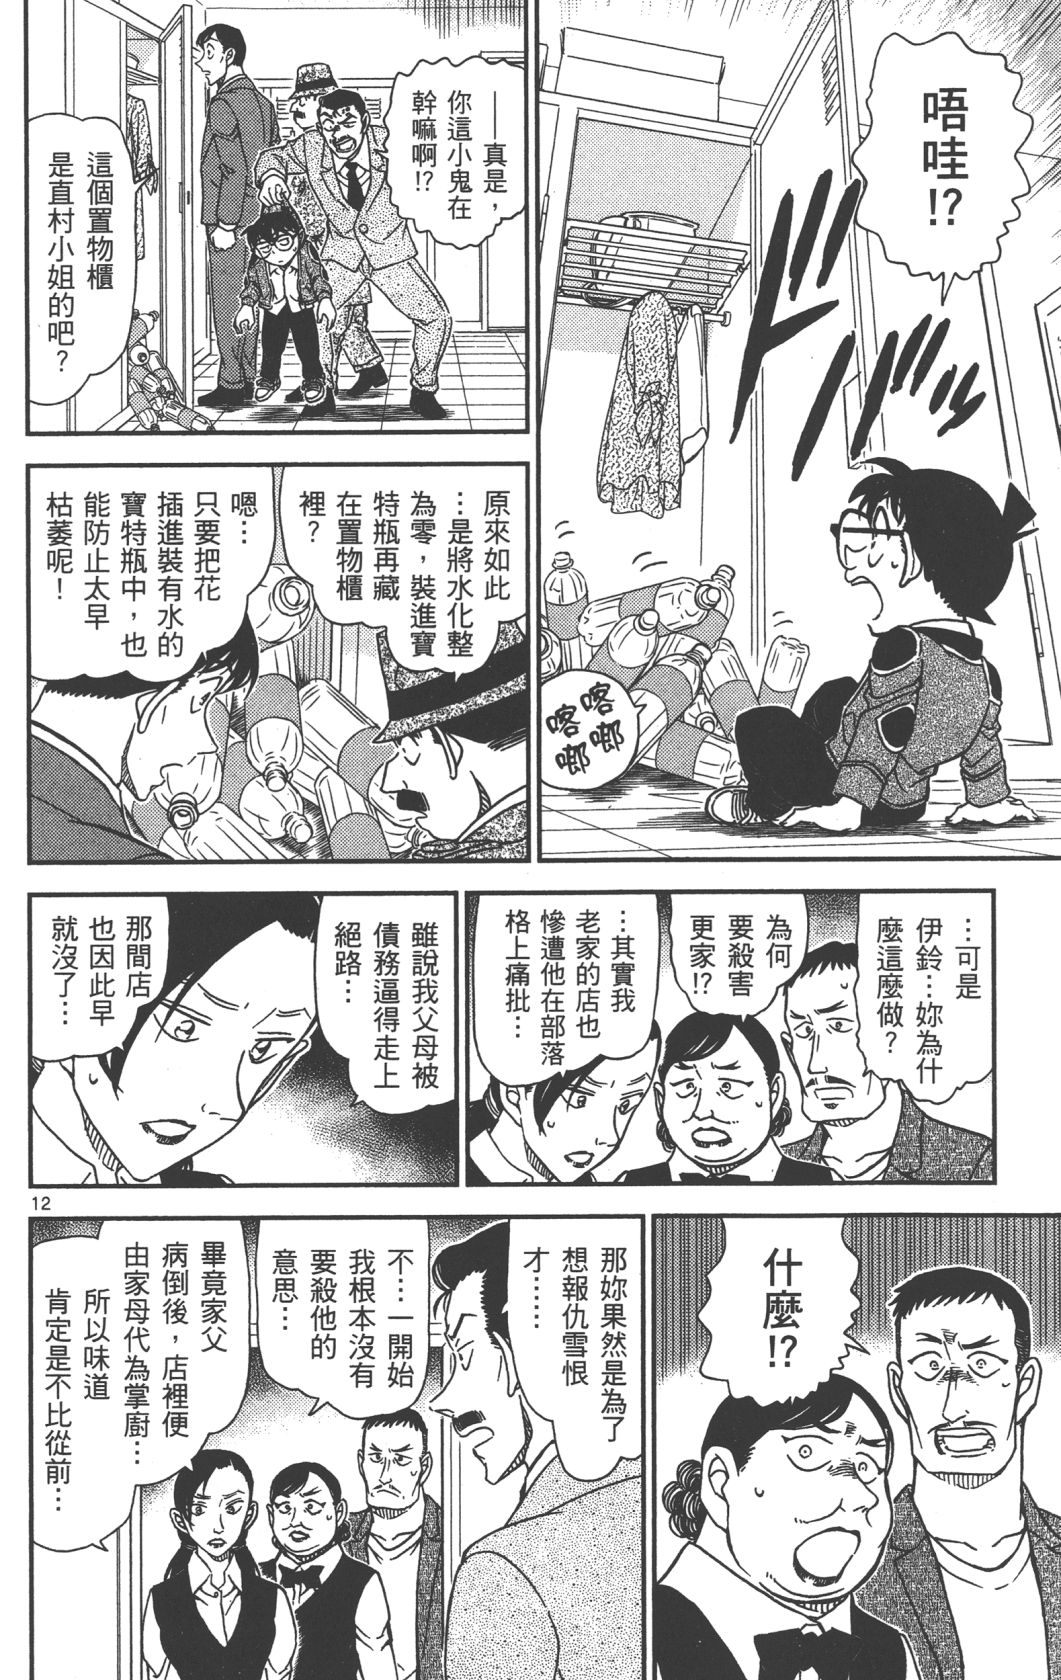 唔哇!?
喀啷
喀啷
——真是，
你這小鬼在
幹嘛啊!?
這個置物櫃
是直村小姐的吧？
原來如此
…是將水化整
為零，裝進寶
特瓶再藏
在置物櫃
裡？
嗯…
只要把花
插進裝有水的
寶特瓶中，也
能防止太早
枯萎呢！
…可是
伊鈴…妳為什
麼這麼做？
為何
要殺害
更家!?
…其實我
老家的店也
慘遭他在部落
格上痛批…
雖說我父母被
債務逼得走上
絕路…
那間店
也因此早
就沒了…
12
什麼!?
那妳果然是為了
想報仇雪恨
才……
不…一開始
我根本沒有
要殺他的
意思…
畢竟家父
病倒後，店裡便
由家母代為掌廚…
所以味道
肯定是不比從前…